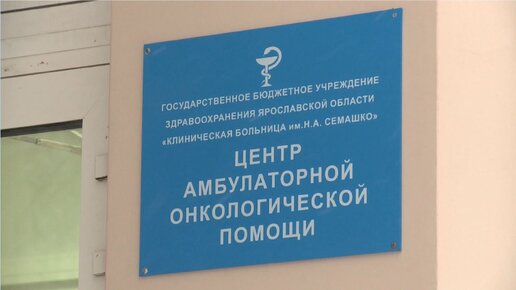 ГОСУДАРСТВЕННОЕ БЮДЖЕТНОЕ УЧРЕЖДЕНИЕ
ЗДРАВООХРАНЕНИЯ ЯРОСЛАВСКОЙ ОБЛАСТИ
«КЛИНИЧЕСКАЯ БОЛЬНИЦА им.Н.А. СЕМАШКО»
ЦЕНТР
АМБУЛАТОРНОЙ
ОНКОЛОГИЧЕСКОЙ
ПОМОЩИ